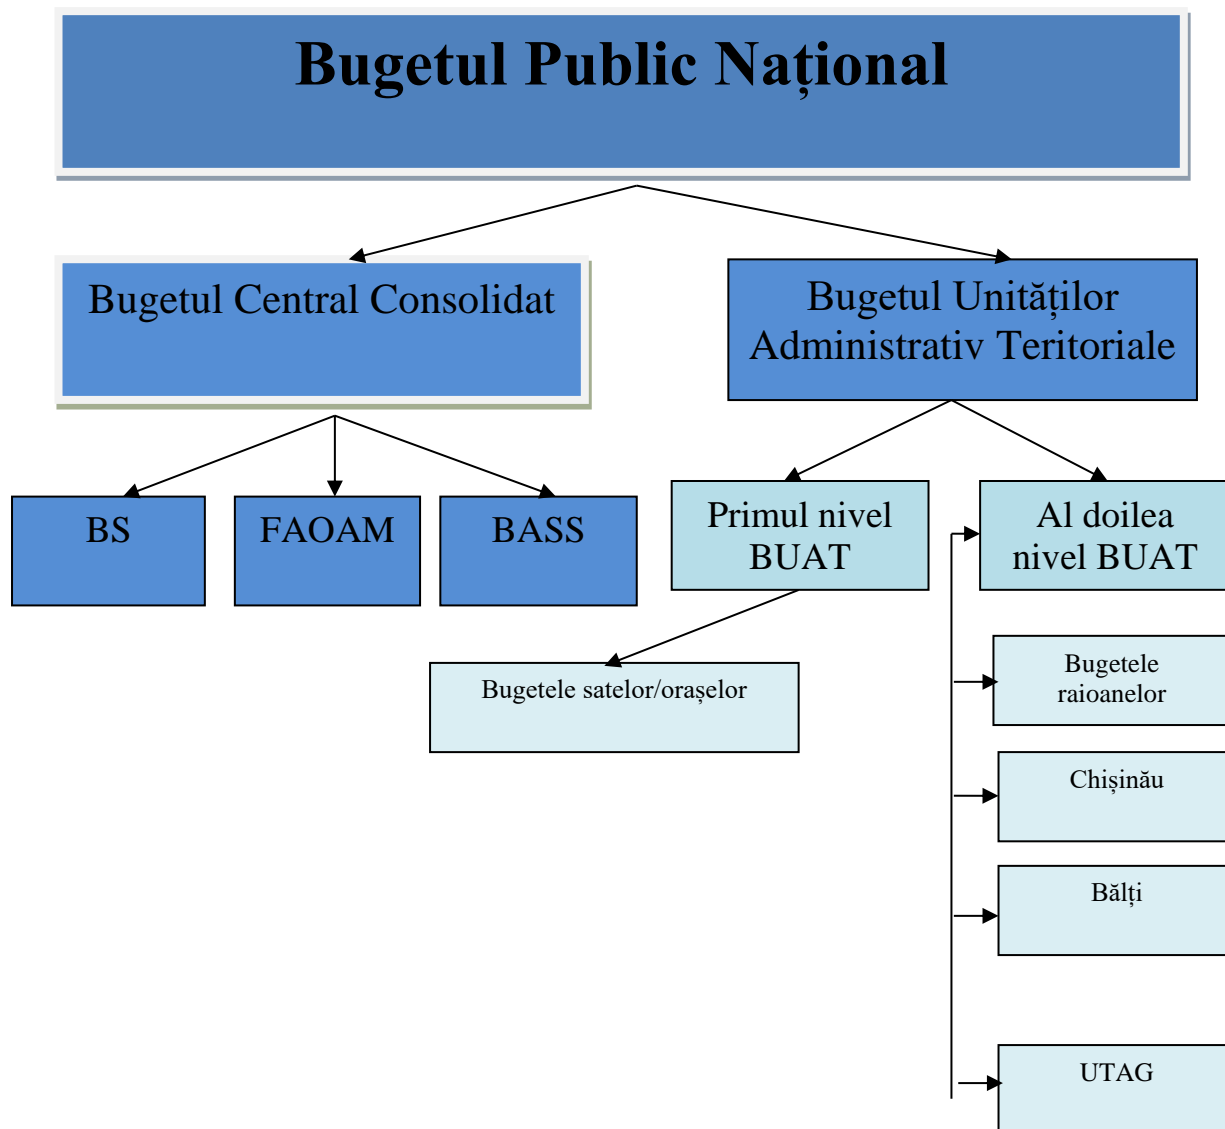 Bugetul Public Național
Bugetul Central Consolidat
Bugetul Unităților
Administrativ Teritoriale
BS
FAOAM
BASS
Primul nivel
BUAT
Al doilea
nivel BUAT
Bugetele satelor/orașelor
Bugetele
raioanelor
Chișinău
Bălți
UTAG